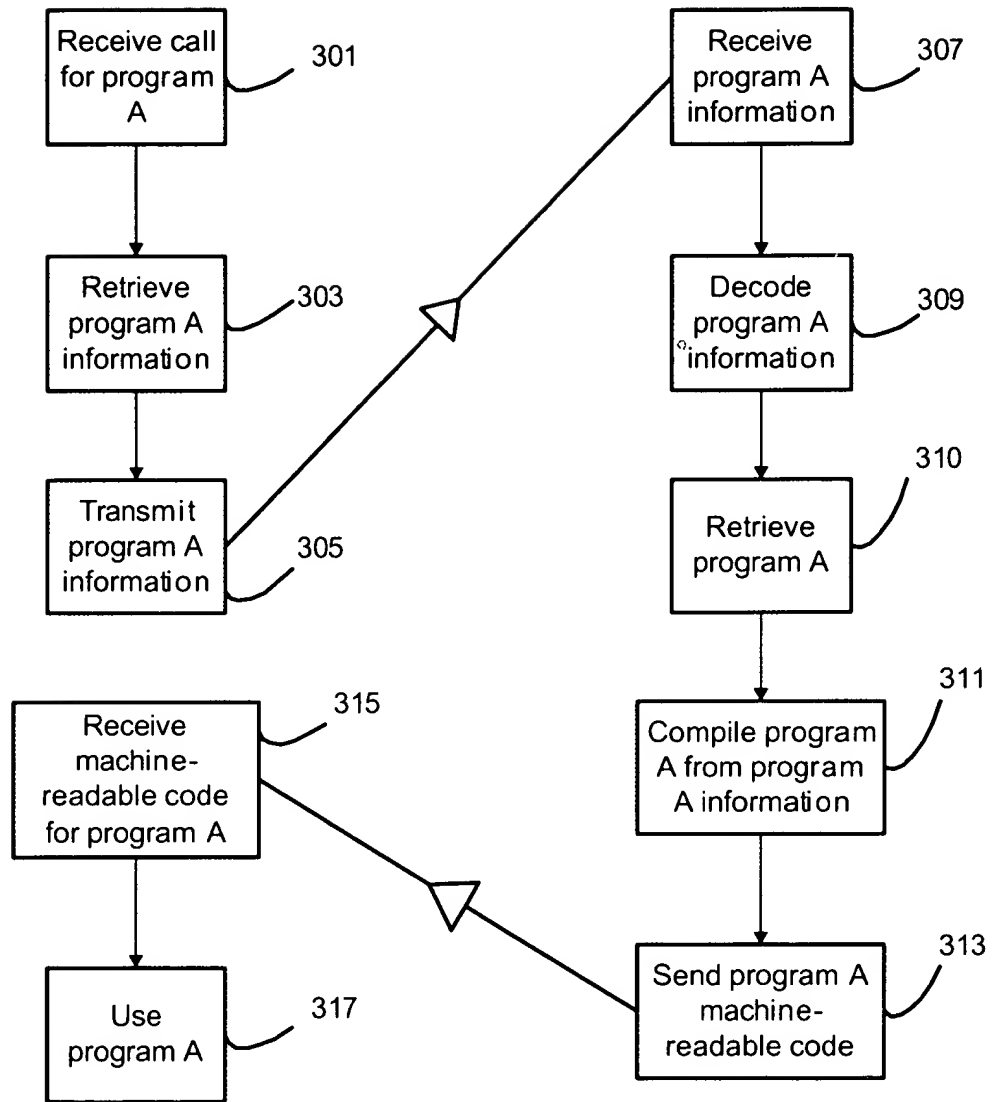 Receive call
for program
A
301
Retrieve
program A
information
303
Transmit
program A
information
305
Receive
program A
information
307
Decode
program A
information
309
Retrieve
program A
310
Compile program
A from program
A information
311
Send program A
machine-
readable code
313
Receive
machine-
readable code
for program A
315
Use
program A
317